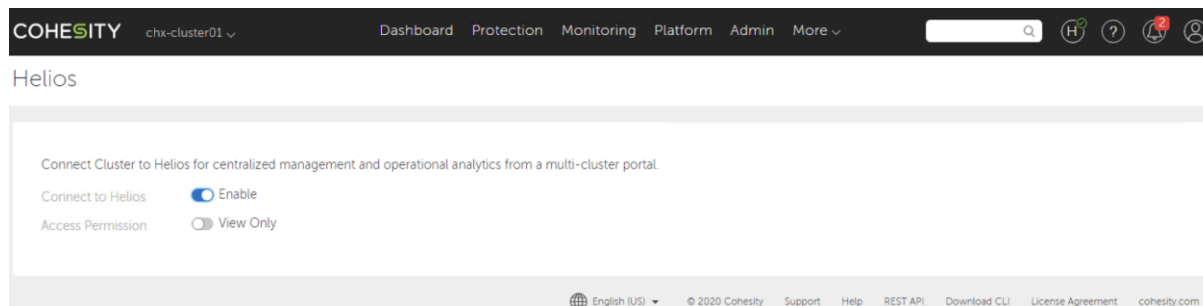 COHESITY chx-cluster01 Dashboard Protection Monitoring Platform Admin More H ? 2
Helios
Connect Cluster to Helios for centralized management and operational analytics from a multi-cluster portal.
Connect to Helios Enable
Access Permission View Only
English (US) © 2020 Cohesity Support Help REST API Download CLI License Agreement cohesity.com